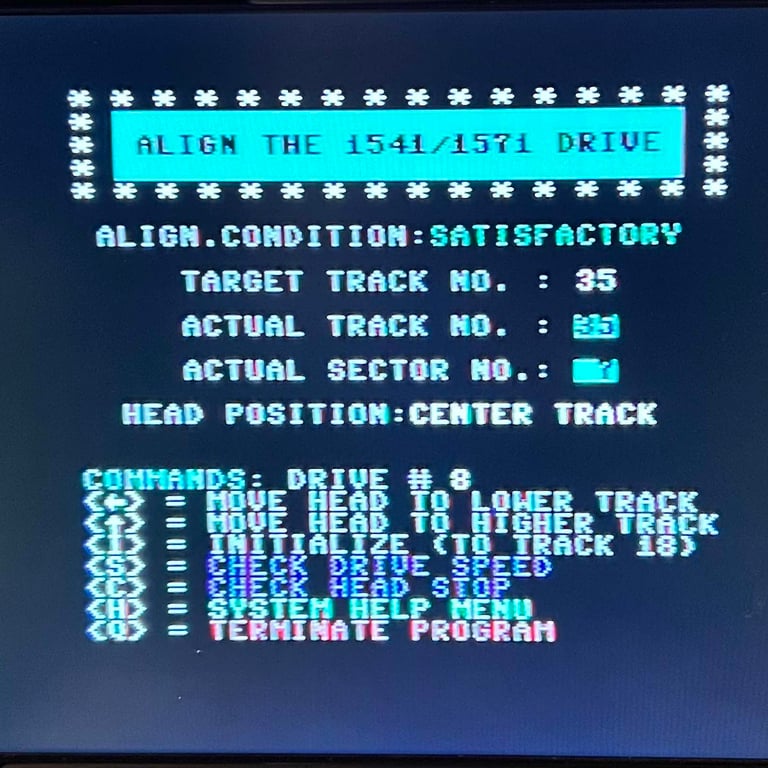 * * * * * * * * * * * * * * * *
* ALIGN THE 1541/1571 DRIVE *
* * * * * * * * * * * * * * * *
ALIGN.CONDITION:SATISFACTORY
TARGET TRACK NO. : 35
ACTUAL TRACK NO. :
ACTUAL SECTOR NO.:
HEAD POSITION:CENTER TRACK
COMMANDS: DRIVE # 8
<←> = MOVE HEAD TO LOWER TRACK
<↑> = MOVE HEAD TO HIGHER TRACK
<I> = INITIALIZE (TO TRACK 18)
<S> = CHECK DRIVE SPEED
<C> = CHECK HEAD STOP
<H> = SYSTEM HELP MENU
<Q> = TERMINATE PROGRAM